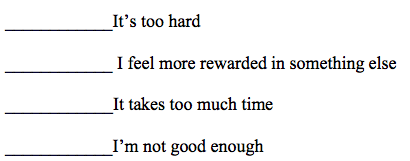 ____________It’s too hard
____________ I feel more rewarded in something else
____________It takes too much time
____________I’m not good enough